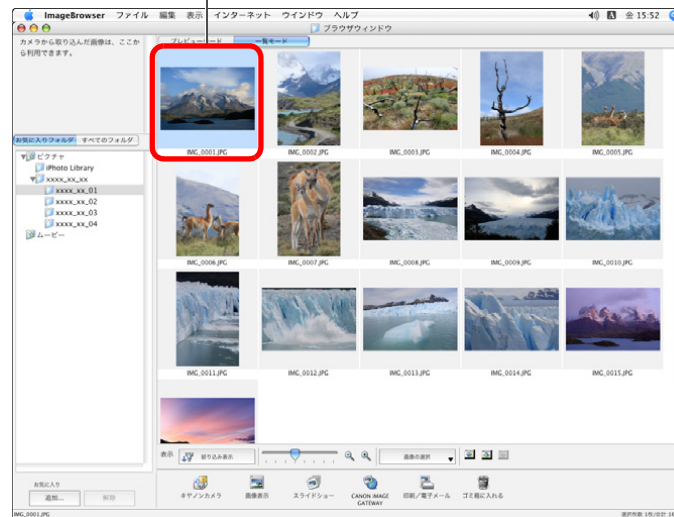 ImageBrowser ファイル 編集 表示 インターネット ウインドウ ヘルプ
金 15:52
ブラウザウィンドウ
カメラから取り込んだ画像は、ここか
ら利用できます。
プレビューモード 一覧モード
お気に入りフォルダ すべてのフォルダ
ピクチャ
iPhoto Library
xxxx_xx_xx
xxxx_xx_01
xxxx_xx_02
xxxx_xx_03
xxxx_xx_04
ムービー
IMG_0001.JPG IMG_0002.JPG IMG_0003.JPG IMG_0004.JPG IMG_0005.JPG
IMG_0006.JPG IMG_0007.JPG IMG_0008.JPG IMG_0009.JPG IMG_0010.JPG
IMG_0011.JPG IMG_0012.JPG IMG_0013.JPG IMG_0014.JPG IMG_0015.JPG
表示 絞り込み表示 画像の選択
お気に入り
追加... 削除
キヤノンカメラ 画像表示 スライドショー CANON iMAGE GATEWAY 印刷／電子メール ゴミ箱に入れる
IMG_0001.JPG
選択枚数:1枚/合計:16